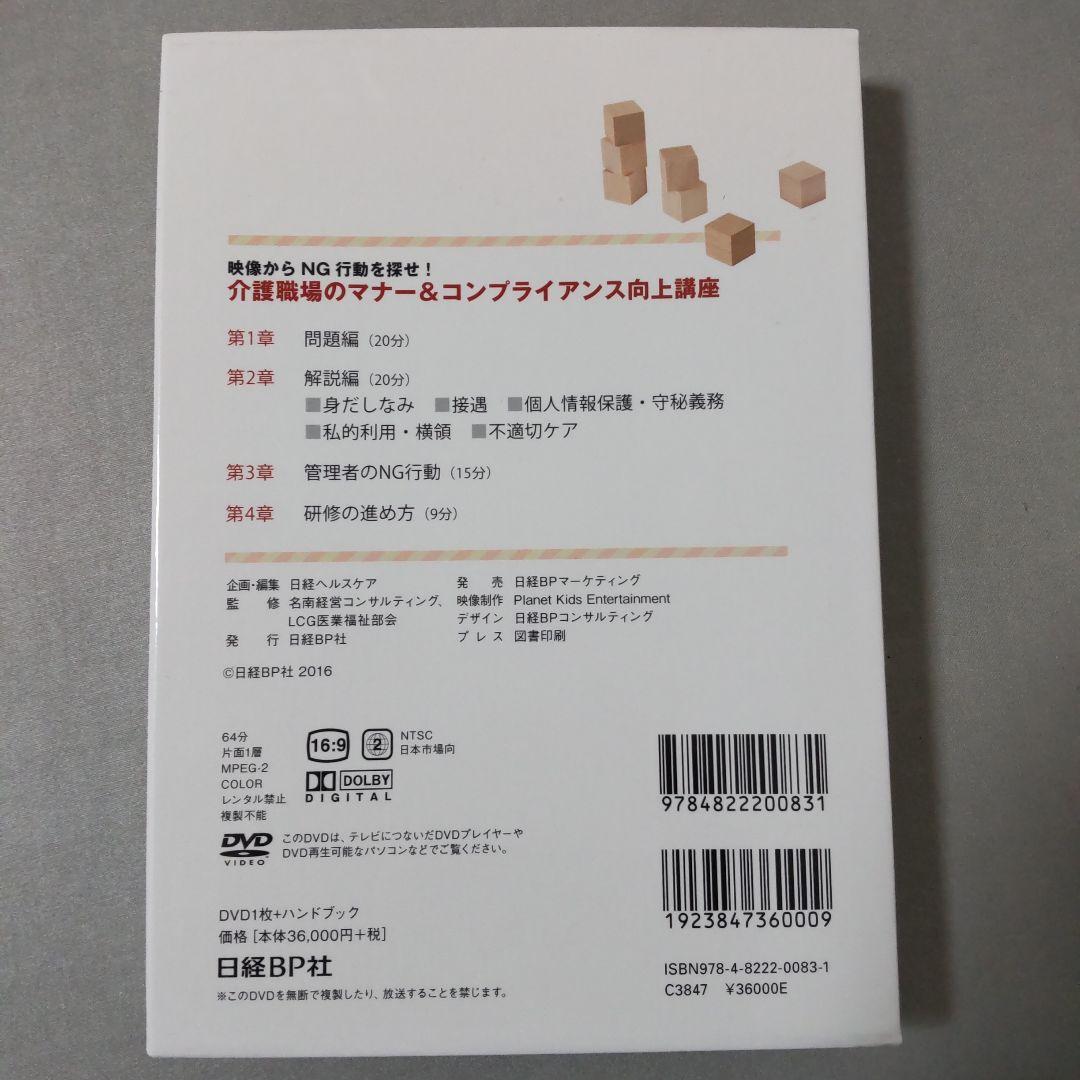 映像からNG行動を探せ！
介護職場のマナー＆コンプライアンス向上講座
第1章 問題編（20分）
第2章 解説編（20分）
■身だしなみ ■接遇 ■個人情報保護・守秘義務
■私的利用・横領 ■不適切ケア
第3章 管理者のNG行動（15分）
第4章 研修の進め方（9分）
企画・編集 日経ヘルスケア
監修 名南経営コンサルティング、
LCG医業福祉部会
発行 日経BP社
発売 日経BPマーケティング
映像制作 Planet Kids Entertainment
デザイン 日経BPコンサルティング
プレス 図書印刷
©日経BP社 2016
64分
片面1層
MPEG-2
COLOR
レンタル禁止
複製不能
16:9
2
NTSC
日本市場向
DOLBY
DIGITAL
DVD
VIDEO
このDVDは、テレビにつないだDVDプレイヤーや
DVD再生可能なパソコンなどでご覧ください。
DVD1枚+ハンドブック
価格［本体36,000円＋税］
日経BP社
※このDVDを無断で複製したり、放送することを禁じます。
9784822200831
1923847360009
ISBN978-4-8222-0083-1
C3847 ¥36000E